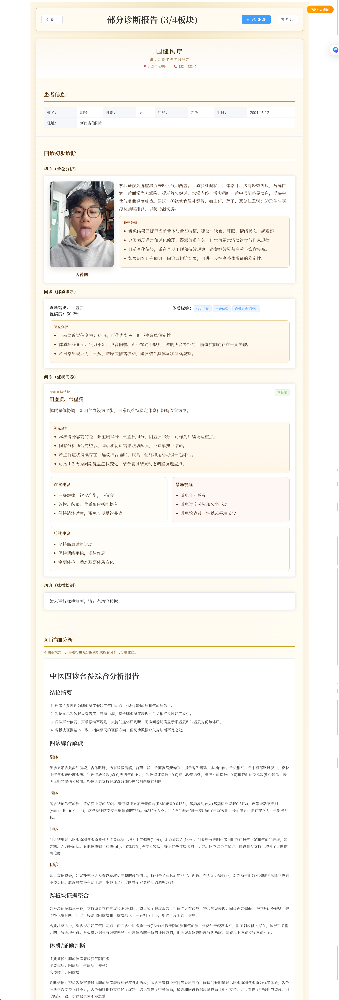 返回
部分诊断报告 (3/4板块)
导出PDF
打印
75% 完成度
译
国健医疗
四诊合参体质辨识报告
开封市龙亭区 1234452345
患者信息：
姓名： 删等 性别： 男 年龄： 21岁 生日： 2004-05-12
住址： 河南省信阳市
四诊初步诊断
望诊（舌象分析）
核心证候为脾虚湿盛兼轻度气阴两虚。舌质淡红偏淡，舌体略胖、边有轻微齿痕，苔薄白
润，舌面湿润无燥裂，提示脾失健运、水湿内停；舌尖稍红、舌中根部略显淡白，反映中
焦气虚兼轻度虚热。建议：①饮食宜温补健脾，如山药、莲子、薏苡仁煮粥；②忌生冷寒
凉及油腻甜食，以防助湿伤脾。
补充分析
• 舌象结果已提示当前舌体与舌苔特征，建议与饮食、睡眠、情绪状态一起观察。
• 这类表现通常和运化偏弱、湿邪偏重有关，日常可留意清淡饮食与作息规律。
• 目前变化偏轻，重在早期干预和持续观察，避免继续累积疲劳与饮食失衡。
• 如果后续还有闻诊、问诊或切诊结果，可进一步提高整体辨证的稳定性。
舌苔图
闻诊（体质诊断）
诊断结论：气虚质
置信度：50.2%
体质标签： 气力不足 声音偏弱 声带振动不规则
补充分析
• 当前闻诊置信度为 50.2%，可作为参考，但不建议单独定性。
• 体质标签显示：气力不足、声音偏弱、声带振动不规则，说明声音特征与当前体质倾向存在一定关联。
• 若日常出现乏力、气短、咳嗽或情绪波动，建议结合具体症状继续观察。
问诊（症状问卷）
专项问诊结论
平和质
阳虚质、气虚质
体质总体协调，阴阳气血较为平衡，日常以维持稳定作息和均衡饮食为主。
补充分析
• 本次得分靠前的是：阳虚质14分、气虚质14分、阴虚质13分，可作为后续调理重点。
• 问卷分析适合与望诊、闻诊和切诊结果联动解读，不宜单独下结论。
• 若主诉症状持续存在，建议结合睡眠、饮食、情绪和运动习惯一起评估。
• 可按 1-2 周为周期复盘症状变化，结合复测结果动态调整调理重点。
饮食建议
• 三餐规律，饮食均衡，不偏食
• 谷物、蔬菜、优质蛋白搭配摄入
• 保持清淡适度，避免长期暴饮暴食
禁忌提醒
• 避免长期熬夜
• 避免过度劳累和久坐不动
• 避免饮食过于油腻或极端节食
后续建议
• 坚持每周适量运动
• 保持情绪平稳，规律作息
• 定期体检，动态观察体质变化
切诊（脉搏检测）
暂未进行脉搏检测，请补充切诊数据。
AI 详细分析
不侧重模式下，将进行更充分的跨板块综合分析与分层建议。
中医四诊合参综合分析报告
结论摘要
1. 患者主要表现为脾虚湿盛兼轻度气阴两虚，体质以阳虚质和气虚质为主。
2. 舌象显示舌体胖大有齿痕、苔薄白润，符合脾虚湿盛表现；舌尖稍红反映轻度虚热。
3. 闻诊声音偏弱、声带振动不规则，支持气虚体质判断；问诊问卷明确显示阳虚质和气虚质为优势体质。
4. 各板块证据基本一致，指向相同的证候方向，但切诊数据缺失为诊断不足之处。
四诊综合解读
望诊
望诊显示舌质淡红偏淡，舌体略胖、边有轻微齿痕，苔薄白润，舌面湿润无燥裂，提示脾失健运、水湿内停。舌尖稍红、舌中根部略显淡白，反映
中焦气虚兼轻度虚热。舌色偏淡指数(60.0)表明气血不足，舌色偏红指数(40.0)提示轻度虚热，津液亏虚指数(20.0)和瘀血征象指数(5.0)较低，表
明无明显津伤和瘀血。整体舌象支持脾虚湿盛兼轻度气阴两虚的判断。
闻诊
闻诊结论为气虚质，置信度中等(0.502)。音频特征显示声音偏弱(RMS能量0.0435)，基频波动较大(基频标准差450.5Hz)，声带振动不规则
(voicedRatio 0.224)，这些特征均支持气虚体质的判断。标签"气力不足"、"声音偏弱"进一步印证了气虚表现，提示患者可能存在乏力、气短等症
状。
问诊
问诊结果显示阳虚质和气虚质并列为主要体质，均为中度偏颇(14分)，阴虚质次之(13分)。问卷得分表明患者同时存在阳气不足和气虚的表现，如
畏寒、乏力等症状。其他体质如平和质(ph)、湿热质(ts)等得分较低，提示这些体质倾向不明显。问卷结果与望诊、闻诊相互支持，增强了诊断的
可信度。
切诊
切诊数据缺失，建议补充脉诊检查以获取更完整的诊断信息，特别是了解脉象的浮沉、迟数、有力无力等特征，对判断气血盛衰和脏腑功能状态有
重要价值。脉诊数据将有助于进一步验证当前诊断并制定更精准的调理方案。
跨板块证据整合
各板块证据基本一致，支持患者存在气虚和阳虚体质。望诊显示脾虚湿盛，舌体胖大有齿痕，符合气虚表现；闻诊声音偏弱、声带振动不规则，也
支持气虚判断；问诊直接给出阳虚质和气虚质结论。三者相互印证，增强了诊断的可信度。
需要注意的是，望诊提示轻度气阴两虚，而问诊中阴虚质得分(13分)虽低于阳虚质和气虚质，但仍处于较高水平，提示阴虚倾向存在，这与舌尖稍
红的舌象表现相符。各板块证据虽有细微差异，但总体指向一致的证候方向，即脾虚湿盛兼轻度气阴两虚，体质以阳虚质和气虚质为主。
体质/证候判断
主要证候：脾虚湿盛兼轻度气阴两虚
主要体质：阳虚质、气虚质（并列）
次要倾向：阴虚质
判断依据：望诊舌象直接显示脾虚湿盛表现和轻度气阴两虚；闻诊声音特征支持气虚质判断；问诊问卷明确显示阳虚质和气虚质为优势体质；舌色
偏淡指数支持气血不足，舌色偏红指数支持轻度虚热。结论置信度中等偏高，望诊和问诊数据质量较高且相互支持，闻诊置信度中等但与望诊、问
诊结论一致，切诊缺失为不足之处。